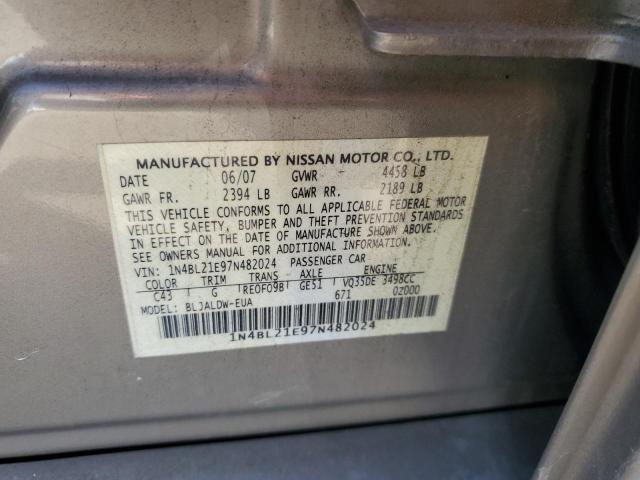 MANUFACTURED BY NISSAN MOTOR CO., LTD.
DATE 06/07 GVWR 4458 LB
GAWR FR. 2394 LB GAWR RR. 2189 LB
THIS VEHICLE CONFORMS TO ALL APPLICABLE FEDERAL MOTOR
VEHICLE SAFETY, BUMPER AND THEFT PREVENTION STANDARDS
IN EFFECT ON THE DATE OF MANUFACTURE SHOWN ABOVE.
SEE OWNERS MANUAL FOR ADDITIONAL INFORMATION.
VIN: 1N4BL21E97N482024 PASSENGER CAR
COLOR TRIM TRANS AXLE ENGINE
C43 G RE0F09B GE51 VQ35DE 3498CC
MODEL: BLJALDW-EUA 671 02000
1N4BL21E97N482024